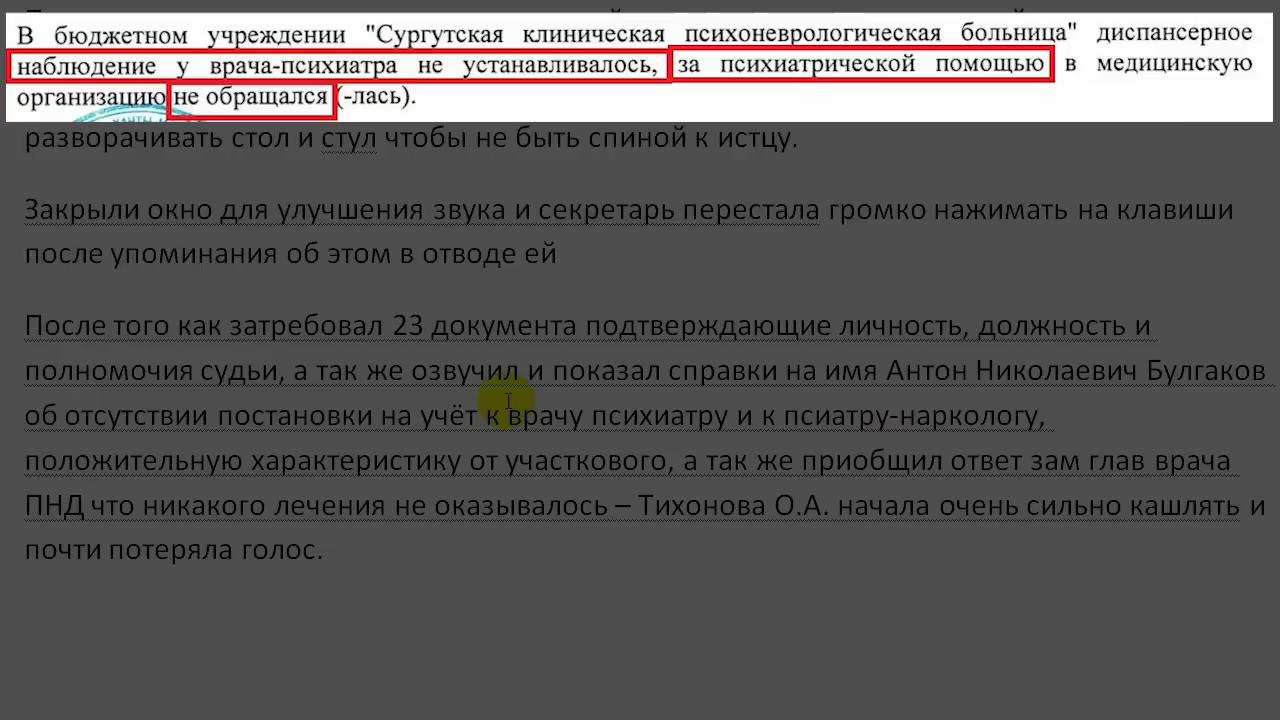 В бюджетном учреждении "Сургутская клиническая психоневрологическая больница" диспансерное
наблюдение у врача-психиатра не устанавливалось, за психиатрической помощью в медицинскую
организацию не обращался (-лась).
разворачивать стол и стул чтобы не быть спиной к истцу.
Закрыли окно для улучшения звука и секретарь перестала громко нажимать на клавиши
после упоминания об этом в отводе ей
После того как затребовал 23 документа подтверждающие личность, должность и
полномочия судьи, а так же озвучил и показал справки на имя Антон Николаевич Булгаков
об отсутствии постановки на учёт к врачу психиатру и к псиатру-наркологу,
положительную характеристику от участкового, а так же приобщил ответ зам глав врача
ПНД что никакого лечения не оказывалось – Тихонова О.А. начала очень сильно кашлять и
почти потеряла голос.